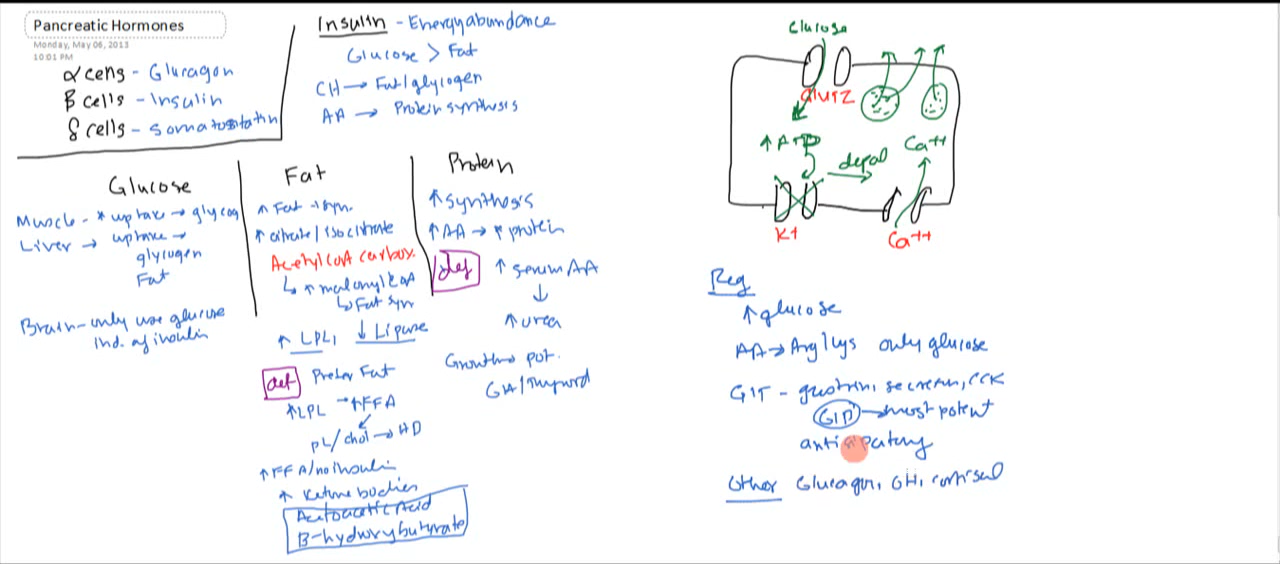 Pancreatic Hormones
Monday, May 06, 2013
10:01 PM
α cells - Glucagon
β cells - Insulin
δ cells - somatostatin
Insulin - Energy abundance
Glucose > Fat
CH → Fat/glycogen
AA → Protein synthesis
Glucose
Muscle - * uptake → glycog
Liver → uptake →
glycogen
Fat
Brain - only use glucose
ind. of insulin
Fat
↑ Fat syn.
↑ citrate/isocitrate
Acetyl CoA carbox.
↳ ↑ malonyl CoA
↳ Fat syn
↑ LPL, ↓ Lipase
def Prefer Fat
↑ LPL → ↑ FFA
PL/chol → HD
↑ FFA/no insulin
↑ Ketone bodies
Acetoacetic Acid
B-hydroxybutyrate
Protein
↑ synthesis
↑ AA → ↑ protein
def ↑ serum AA
↓
↑ urea
Growth → pot.
GH/Thyroid
Glucose
Glut2
↑ ATP
depol
Ca++
K+
Ca++
Reg
↑ glucose
AA → Arg/Lys only glucose
GIT - gastrin, secretin, CCK
GIP → most potent
anticipatory
Other Glucagon, GH, cortisol